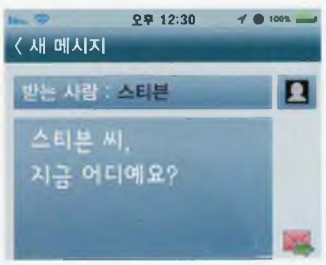 오후 12:30
100%
새 메시지
받는 사람 : 스티븐
스티븐 씨,
지금 어디예요?